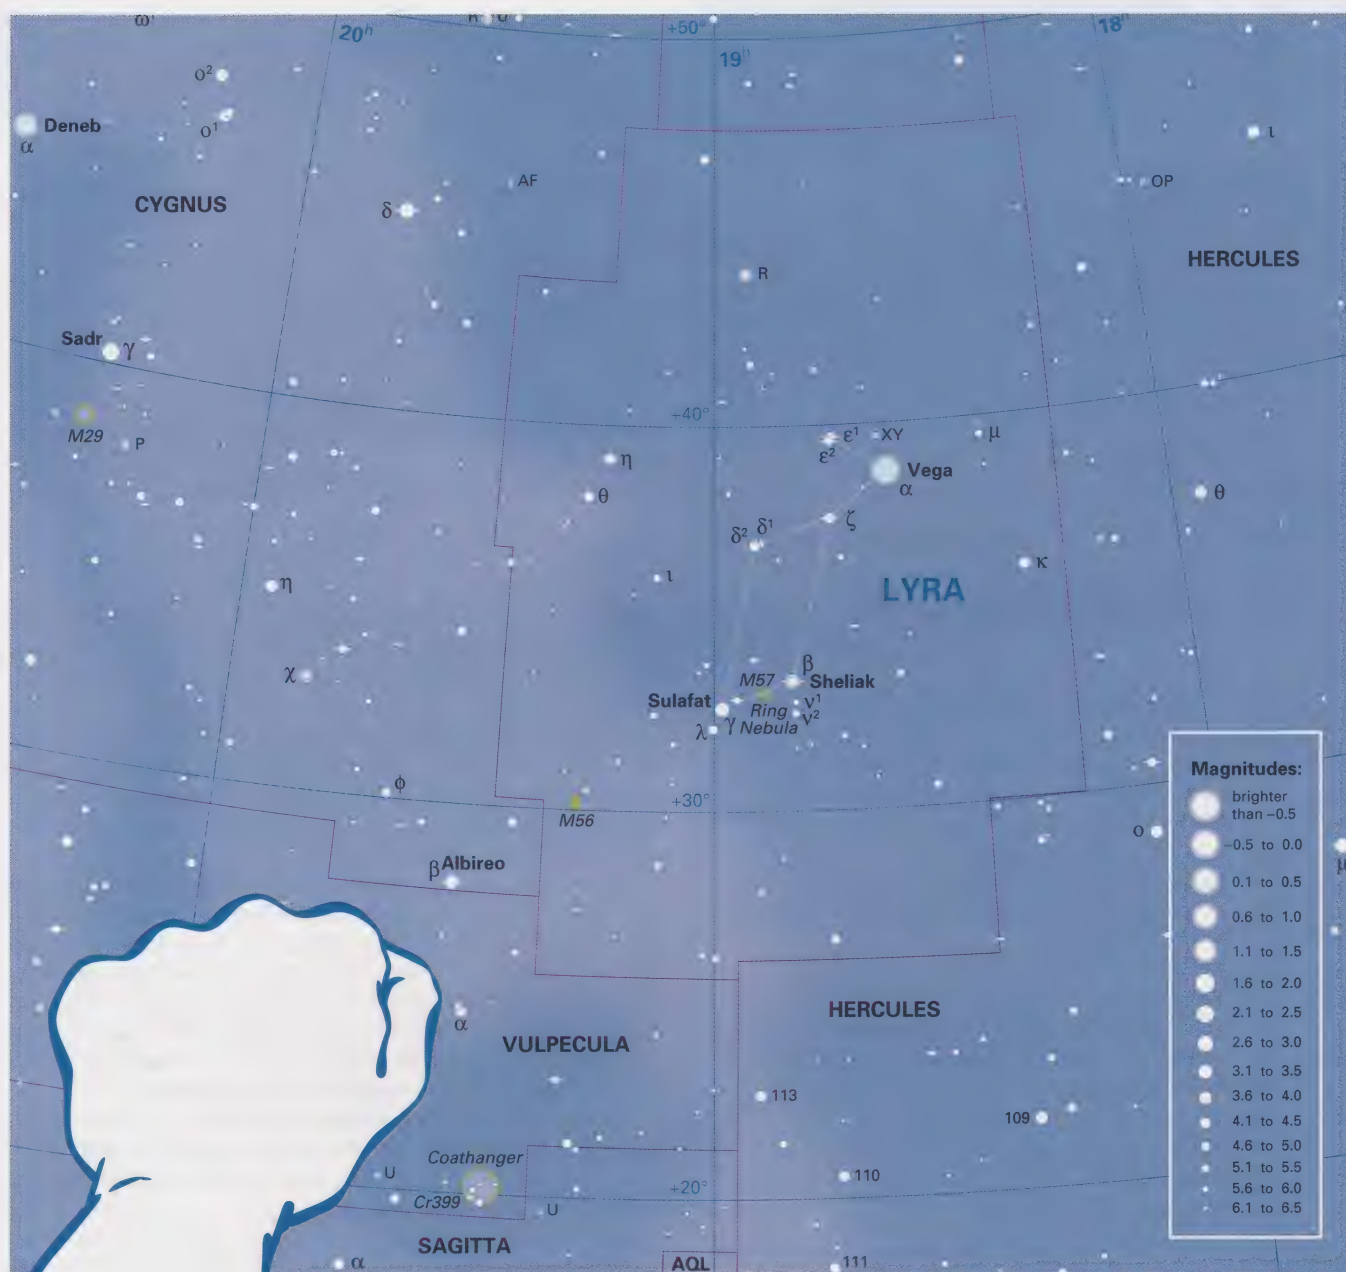 ω¹
R
U
20ʰ
+50°
19ʰ
18ʰ
ο²
ο¹
Deneb
α
ι
AF
OP
CYGNUS
δ
HERCULES
R
Sadr
γ
+40°
M29
P
η
ε¹
XY
μ
ε²
Vega
α
θ
θ
δ²
δ¹
ζ
η
ι
κ
LYRA
χ
β
M57
Sheliak
Sulafat
γ
Ring
ν¹
λ
Nebula
ν²
φ
+30°
M56
ο
μ
β
Albireo
α
HERCULES
VULPECULA
113
109
Coathanger
U
+20°
110
Cr399
U
SAGITTA
α
AQL
111
Magnitudes:
brighter
than –0.5
–0.5 to 0.0
0.1 to 0.5
0.6 to 1.0
1.1 to 1.5
1.6 to 2.0
2.1 to 2.5
2.6 to 3.0
3.1 to 3.5
3.6 to 4.0
4.1 to 4.5
4.6 to 5.0
5.1 to 5.5
5.6 to 6.0
6.1 to 6.5